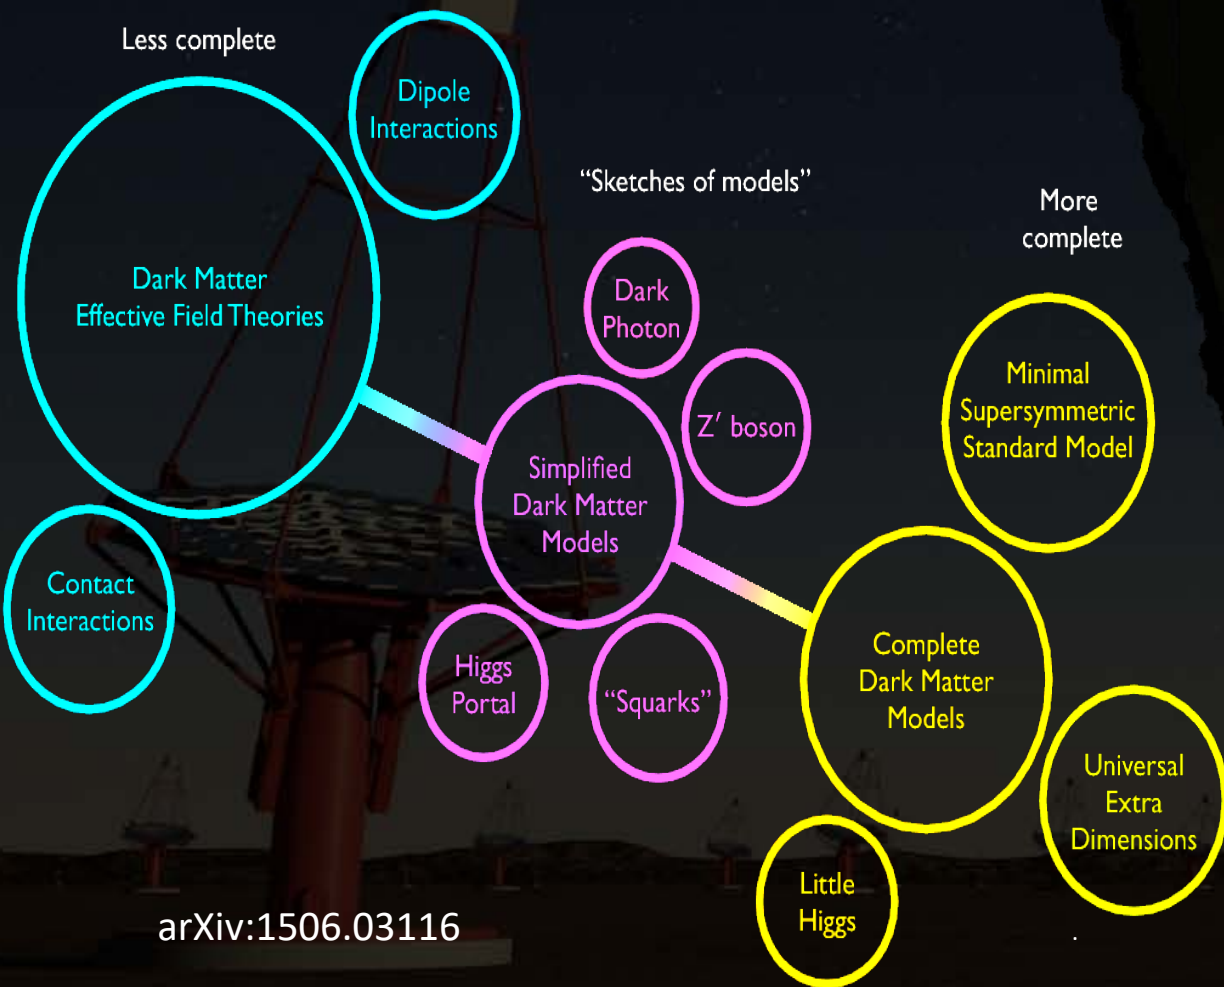 Less complete
Dipole
Interactions
Dark Matter
Effective Field Theories
Contact
Interactions
“Sketches of models”
Dark
Photon
Z′ boson
Simplified
Dark Matter
Models
Higgs
Portal
“Squarks”
More
complete
Minimal
Supersymmetric
Standard Model
Complete
Dark Matter
Models
Universal
Extra
Dimensions
Little
Higgs
arXiv:1506.03116
.